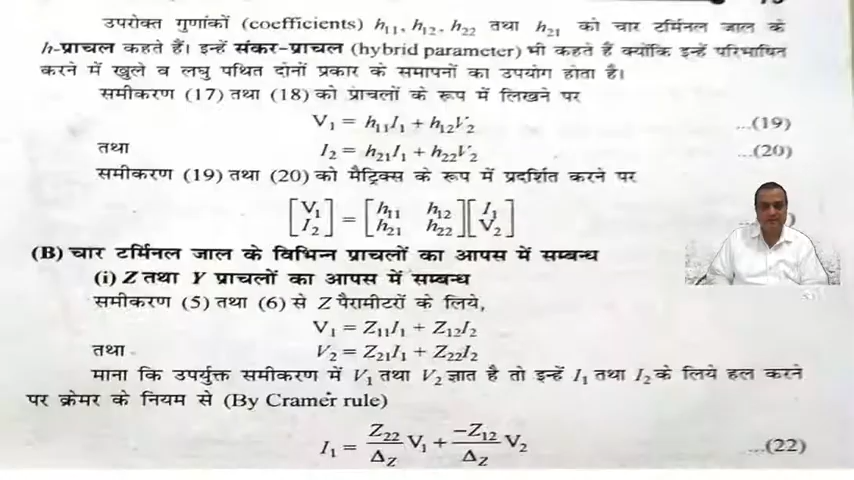 उपरोक्त गुणांकों (coefficients) h₁₁, h₁₂, h₂₂ तथा h₂₁ को चार टर्मिनल जाल के
h-प्राचल कहते हैं। इन्हें संकर-प्राचल (hybrid parameter) भी कहते हैं क्योंकि इन्हें परिभाषित
करने में खुले व लघु पथित दोनों प्रकार के समापनों का उपयोग होता है।
समीकरण (17) तथा (18) को प्राचलों के रूप में लिखने पर
V₁ = h₁₁I₁ + h₁₂V₂ ...(19)
तथा I₂ = h₂₁I₁ + h₂₂V₂ ...(20)
समीकरण (19) तथा (20) को मैट्रिक्स के रूप में प्रदर्शित करने पर
[V₁ I₂] = [h₁₁ h₁₂ h₂₁ h₂₂] [I₁ V₂]
(B) चार टर्मिनल जाल के विभिन्न प्राचलों का आपस में सम्बन्ध
(i) Z तथा Y प्राचलों का आपस में सम्बन्ध
समीकरण (5) तथा (6) से Z पैरामीटरों के लिये,
V₁ = Z₁₁I₁ + Z₁₂I₂
तथा V₂ = Z₂₁I₁ + Z₂₂I₂
माना कि उपर्युक्त समीकरण में V₁ तथा V₂ ज्ञात है तो इन्हें I₁ तथा I₂ के लिये हल करने
पर क्रेमर के नियम से (By Cramer rule)
I₁ = Z₂₂/Δ_Z V₁ + -Z₁₂/Δ_Z V₂ ...(22)